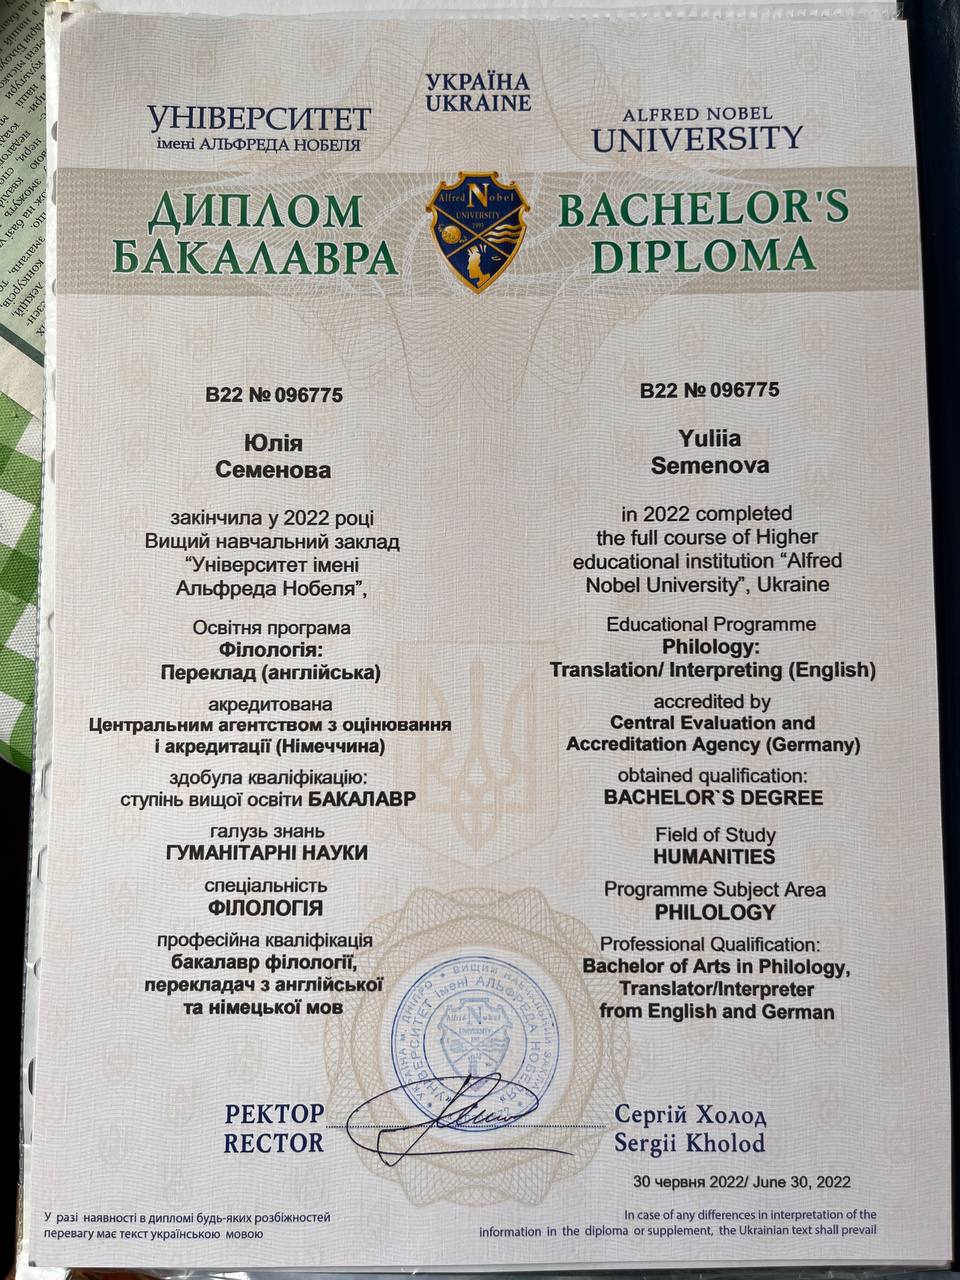 УКРАЇНА
UKRAINE
УНІВЕРСИТЕТ
імені АЛЬФРЕДА НОБЕЛЯ
ALFRED NOBEL
UNIVERSITY
ДИПЛОМ
БАКАЛАВРА
Alfred Nobel
UNIVERSITY
1993
BACHELOR'S
DIPLOMA
В22 № 096775
Юлія
Семенова
закінчила у 2022 році
Вищий навчальний заклад
“Університет імені
Альфреда Нобеля”,
Освітня програма
Філологія:
Переклад (англійська)
акредитована
Центральним агентством з оцінювання
і акредитації (Німеччина)
здобула кваліфікацію:
ступінь вищої освіти БАКАЛАВР
галузь знань
ГУМАНІТАРНІ НАУКИ
спеціальність
ФІЛОЛОГІЯ
професійна кваліфікація
бакалавр філології,
перекладач з англійської
та німецької мов
B22 № 096775
Yuliia
Semenova
in 2022 completed
the full course of Higher
educational institution “Alfred
Nobel University”, Ukraine
Educational Programme
Philology:
Translation/ Interpreting (English)
accredited by
Central Evaluation and
Accreditation Agency (Germany)
obtained qualification:
BACHELOR`S DEGREE
Field of Study
HUMANITIES
Programme Subject Area
PHILOLOGY
Professional Qualification:
Bachelor of Arts in Philology,
Translator/Interpreter
from English and German
РЕКТОР
RECTOR
Сергій Холод
Sergii Kholod
30 червня 2022/ June 30, 2022
У разі наявності в дипломі будь-яких розбіжностей
перевагу має текст українською мовою
In case of any differences in interpretation of the
information in the diploma or supplement, the Ukrainian text shall prevail